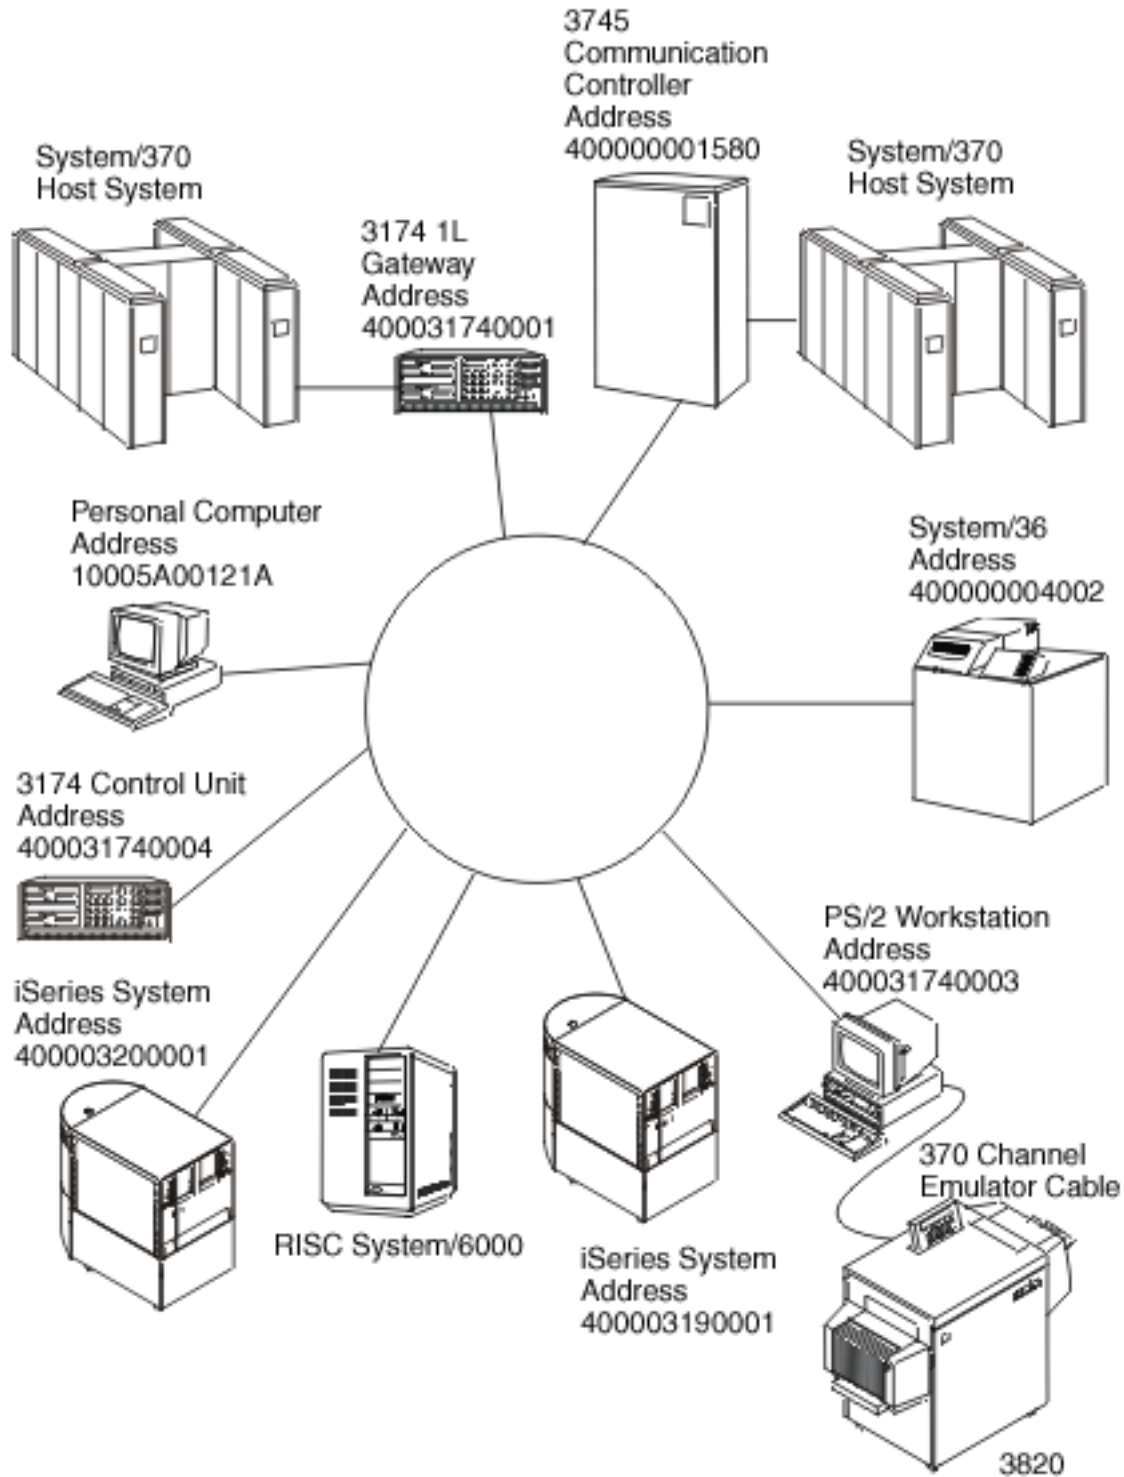 3745
Communication
Controller
Address
400000001580
System/370
Host System
3174 1L
Gateway
Address
400031740001
System/370
Host System
Personal Computer
Address
10005A00121A
System/36
Address
400000004002
3174 Control Unit
Address
400031740004
PS/2 Workstation
Address
400031740003
iSeries System
Address
400003200001
370 Channel
Emulator Cable
RISC System/6000
iSeries System
Address
400003190001
3820